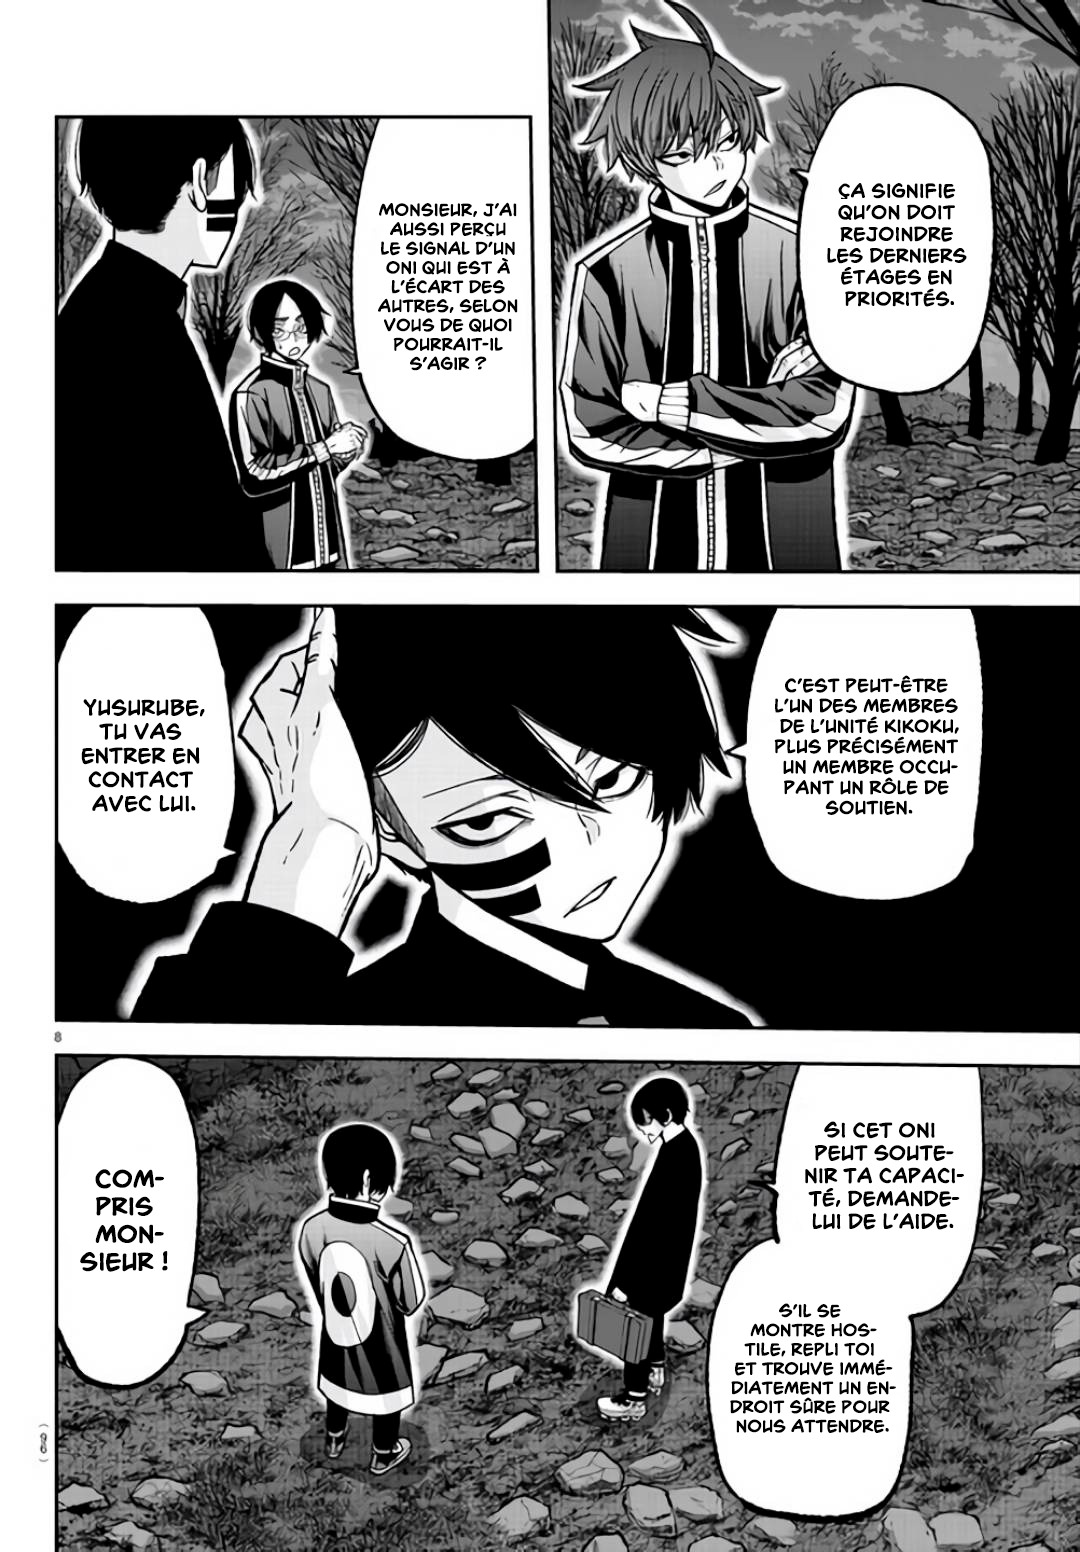 ÇA SIGNIFIE
QU'ON DOIT
REJOINDRE
LES DERNIERS
ÉTAGES EN
PRIORITÉS.
MONSIEUR, J'AI
AUSSI PERÇU
LE SIGNAL D'UN
ONI QUI EST À
L'ÉCART DES
AUTRES, SELON
VOUS DE QUOI
POURRAIT-IL
S'AGIR ?
C'EST PEUT-ÊTRE
L'UN DES MEMBRES
DE L'UNITÉ KIKOKU,
PLUS PRÉCISÉMENT
UN MEMBRE OCCU-
PANT UN RÔLE DE
SOUTIEN.
YUSURUBE,
TU VAS
ENTRER EN
CONTACT
AVEC LUI.
8
SI CET ONI
PEUT SOUTE-
NIR TA CAPACI-
TÉ, DEMANDE-
LUI DE L'AIDE.
S'IL SE
MONTRE HOS-
TILE, REPLI TOI
ET TROUVE IMMÉ-
DIATEMENT UN EN-
DROIT SÛRE POUR
NOUS ATTENDRE.
COM-
PRIS
MON-
SIEUR !